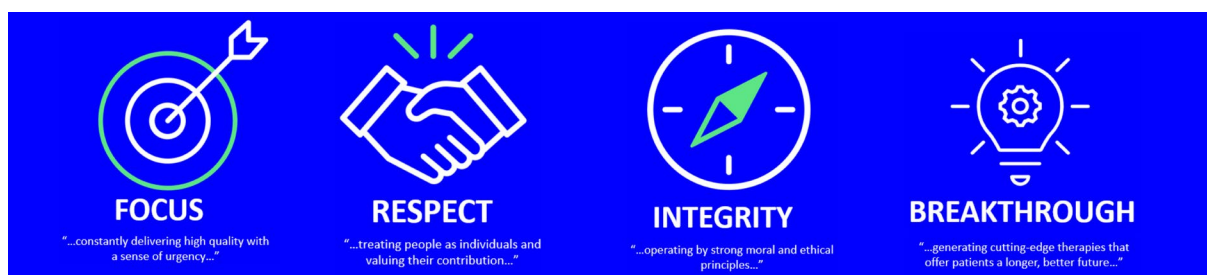 FOCUS
"...constantly delivering high quality with
a sense of urgency..."
RESPECT
"...treating people as individuals and
valuing their contribution..."
INTEGRITY
"...operating by strong moral and ethical
principles..."
BREAKTHROUGH
"...generating cutting-edge therapies that
offer patients a longer, better future..."